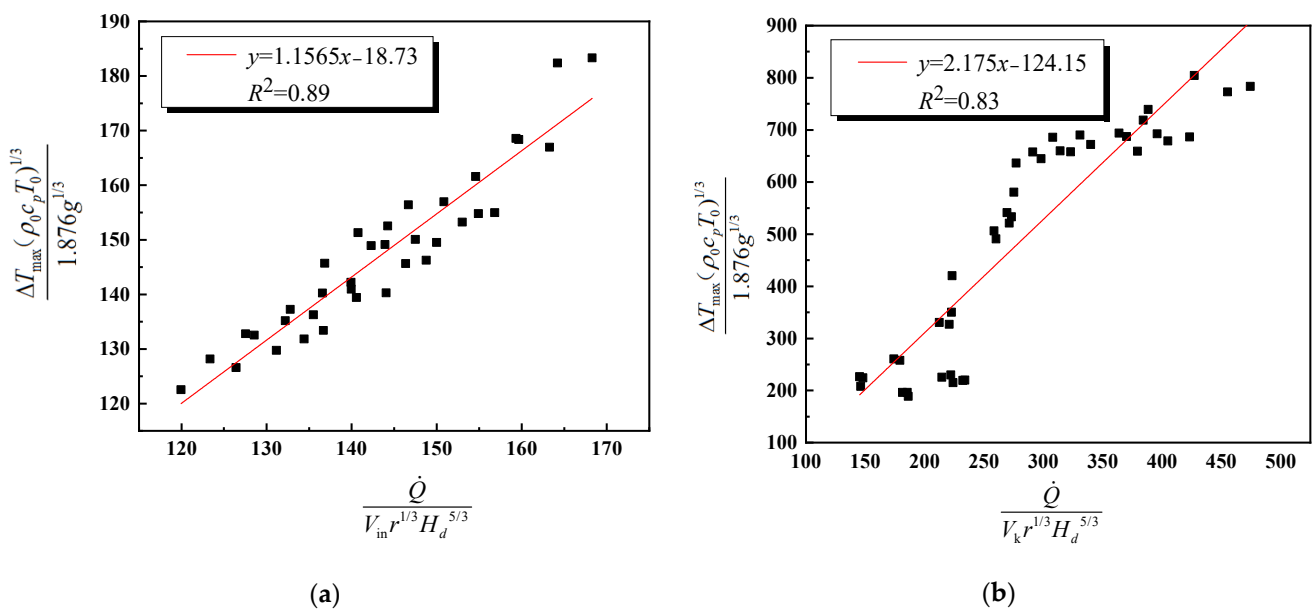 y=1.1565x-18.73
R²=0.89
190
180
170
160
150
140
130
120
120 130 140 150 160 170
ΔT_max(ρ₀c_pT₀)^{1/3}
1.876g^{1/3}
Q̇
V_in r^{1/3}H_d^{5/3}
(a)
y=2.175x-124.15
R²=0.83
900
800
700
600
500
400
300
200
100
100 150 200 250 300 350 400 450 500
ΔT_max(ρ₀c_pT₀)^{1/3}
1.876g^{1/3}
Q̇
V_k r^{1/3}H_d^{5/3}
(b)